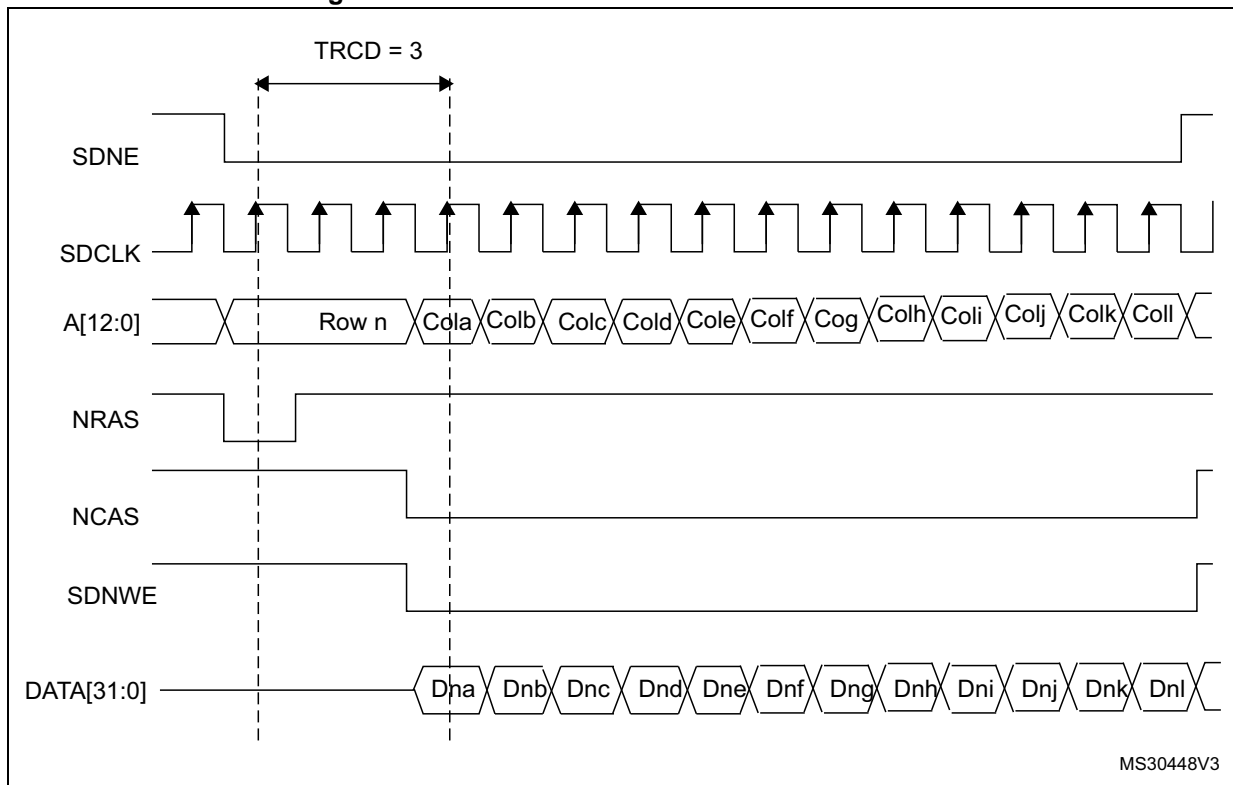 TRCD = 3
SDNE
SDCLK
A[12:0]
Row n Cola Colb Colc Cold Cole Colf Cog Colh Coli Colj Colk Coll
NRAS
NCAS
SDNWE
DATA[31:0]
Dna Dnb Dnc Dnd Dne Dnf Dng Dnh Dni Dnj Dnk Dnl
MS30448V3